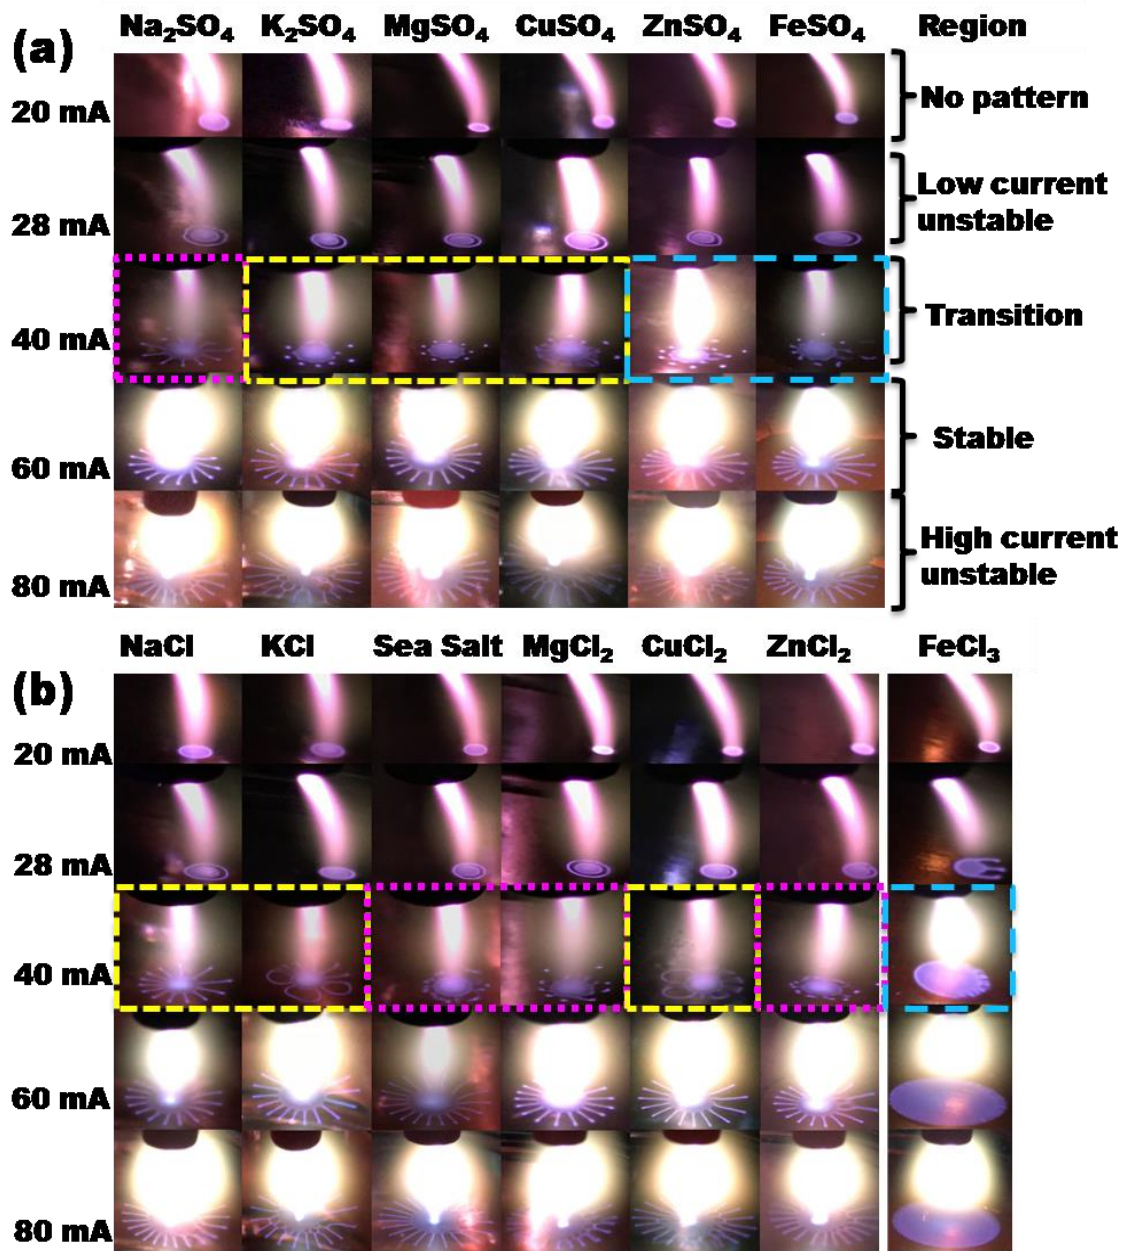 (a)
Na₂SO₄ K₂SO₄ MgSO₄ CuSO₄ ZnSO₄ FeSO₄ Region
20 mA No pattern
28 mA Low current unstable
40 mA Transition
60 mA Stable
80 mA High current unstable
(b)
NaCl KCl Sea Salt MgCl₂ CuCl₂ ZnCl₂ FeCl₃
20 mA
28 mA
40 mA
60 mA
80 mA